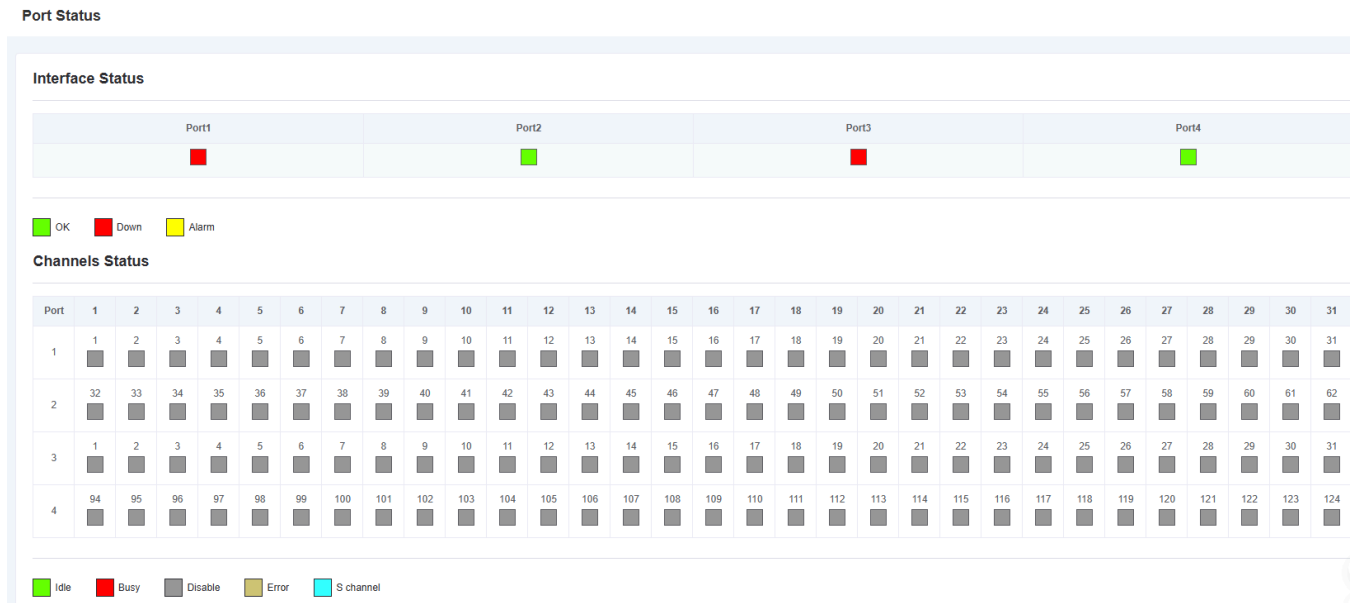 Port Status
Interface Status
Port1 Port2 Port3 Port4
OK Down Alarm
Channels Status
Port 1 2 3 4 5 6 7 8 9 10 11 12 13 14 15 16 17 18 19 20 21 22 23 24 25 26 27 28 29 30 31
1 2 3 4 5 6 7 8 9 10 11 12 13 14 15 16 17 18 19 20 21 22 23 24 25 26 27 28 29 30 31
1
32 33 34 35 36 37 38 39 40 41 42 43 44 45 46 47 48 49 50 51 52 53 54 55 56 57 58 59 60 61 62
2
1 2 3 4 5 6 7 8 9 10 11 12 13 14 15 16 17 18 19 20 21 22 23 24 25 26 27 28 29 30 31
3
94 95 96 97 98 99 100 101 102 103 104 105 106 107 108 109 110 111 112 113 114 115 116 117 118 119 120 121 122 123 124
4
Idle Busy Disable Error S channel